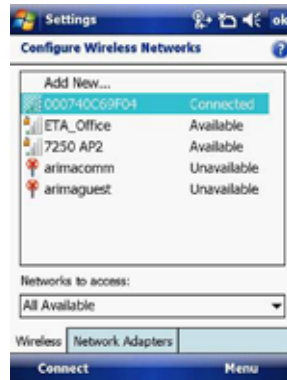 Settings
ok
Configure Wireless Networks
?
Add New...
000740C69F04 Connected
ETA_Office Available
7250 AP2 Available
arimacomm Unavailable
arimaguest Unavailable
Networks to access:
All Available
Wireless Network Adapters
Connect Menu